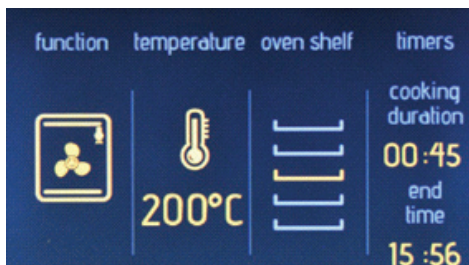 function temperature oven shelf timers
cooking
duration
00:45
end
time
200°C
15:56